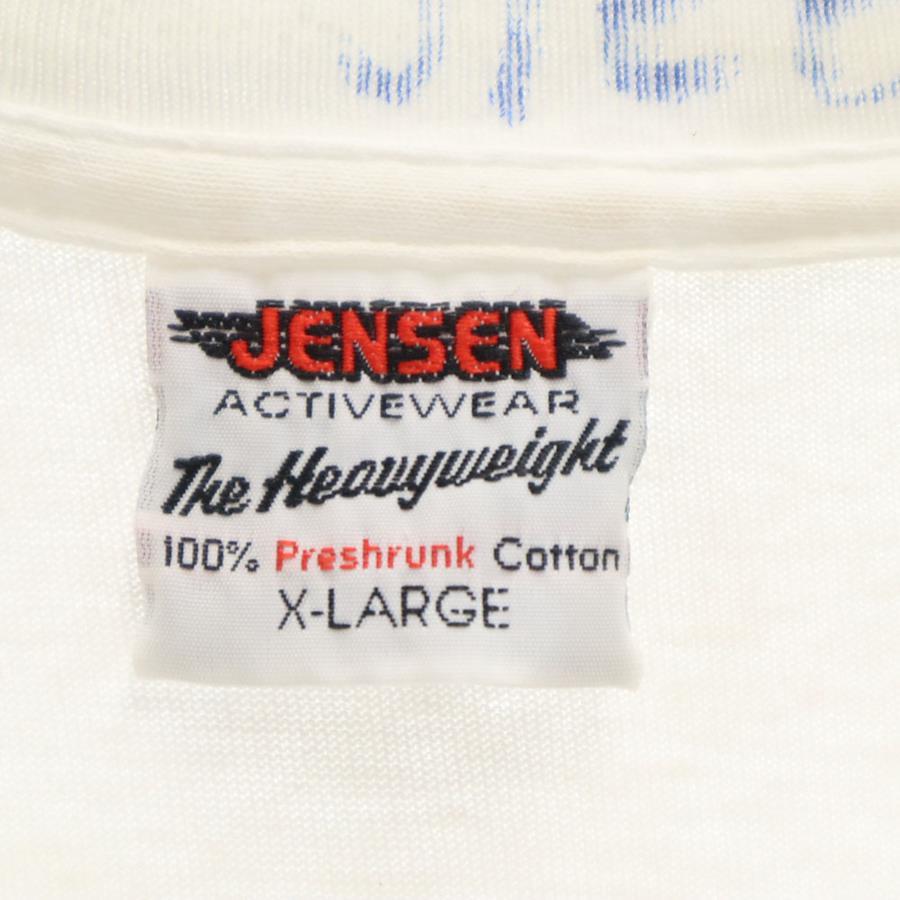 JENSEN
ACTIVEWEAR
The Heavyweight
100% Preshrunk Cotton
X-LARGE